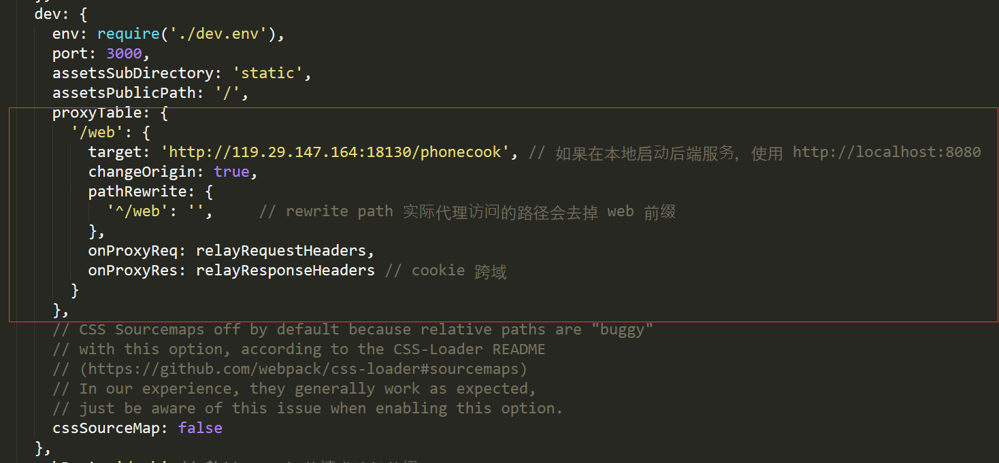 dev: {
env: require('./dev.env'),
port: 3000,
assetsSubDirectory: 'static',
assetsPublicPath: '/',
proxyTable: {
'/web': {
target: 'http://119.29.147.164:18130/phonecook', // 如果在本地启动后端服务，使用 http://localhost:8080
changeOrigin: true,
pathRewrite: {
'^/web': '', // rewrite path 实际代理访问的路径会去掉 web 前缀
},
onProxyReq: relayRequestHeaders,
onProxyRes: relayResponseHeaders // cookie 跨域
}
},
// CSS Sourcemaps off by default because relative paths are "buggy"
// with this option, according to the CSS-Loader README
// (https://github.com/webpack/css-loader#sourcemaps)
// In our experience, they generally work as expected,
// just be aware of this issue when enabling this option.
cssSourceMap: false
},